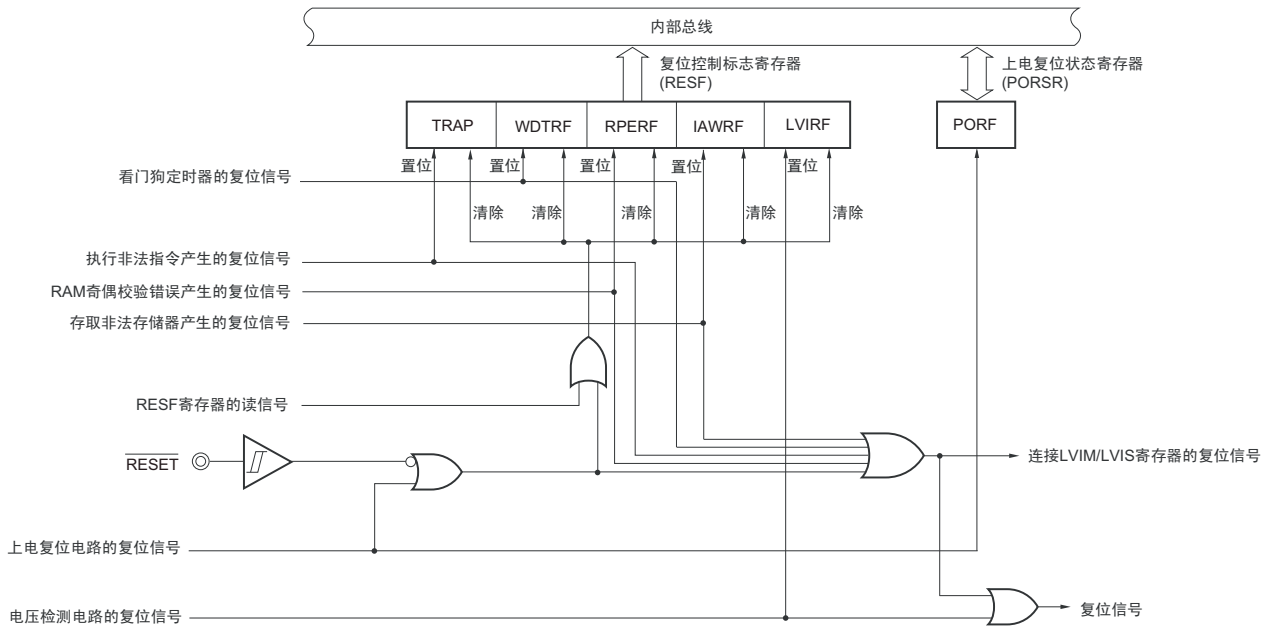 内部总线
复位控制标志寄存器
(RESF)
上电复位状态寄存器
(PORSR)
TRAP
WDTRF
RPERF
IAWRF
LVIRF
PORF
置位
置位
置位
置位
置位
看门狗定时器的复位信号
清除
清除
清除
清除
清除
执行非法指令产生的复位信号
RAM奇偶校验错误产生的复位信号
存取非法存储器产生的复位信号
RESF寄存器的读信号
RESET
连接LVIM/LVIS寄存器的复位信号
上电复位电路的复位信号
电压检测电路的复位信号
复位信号